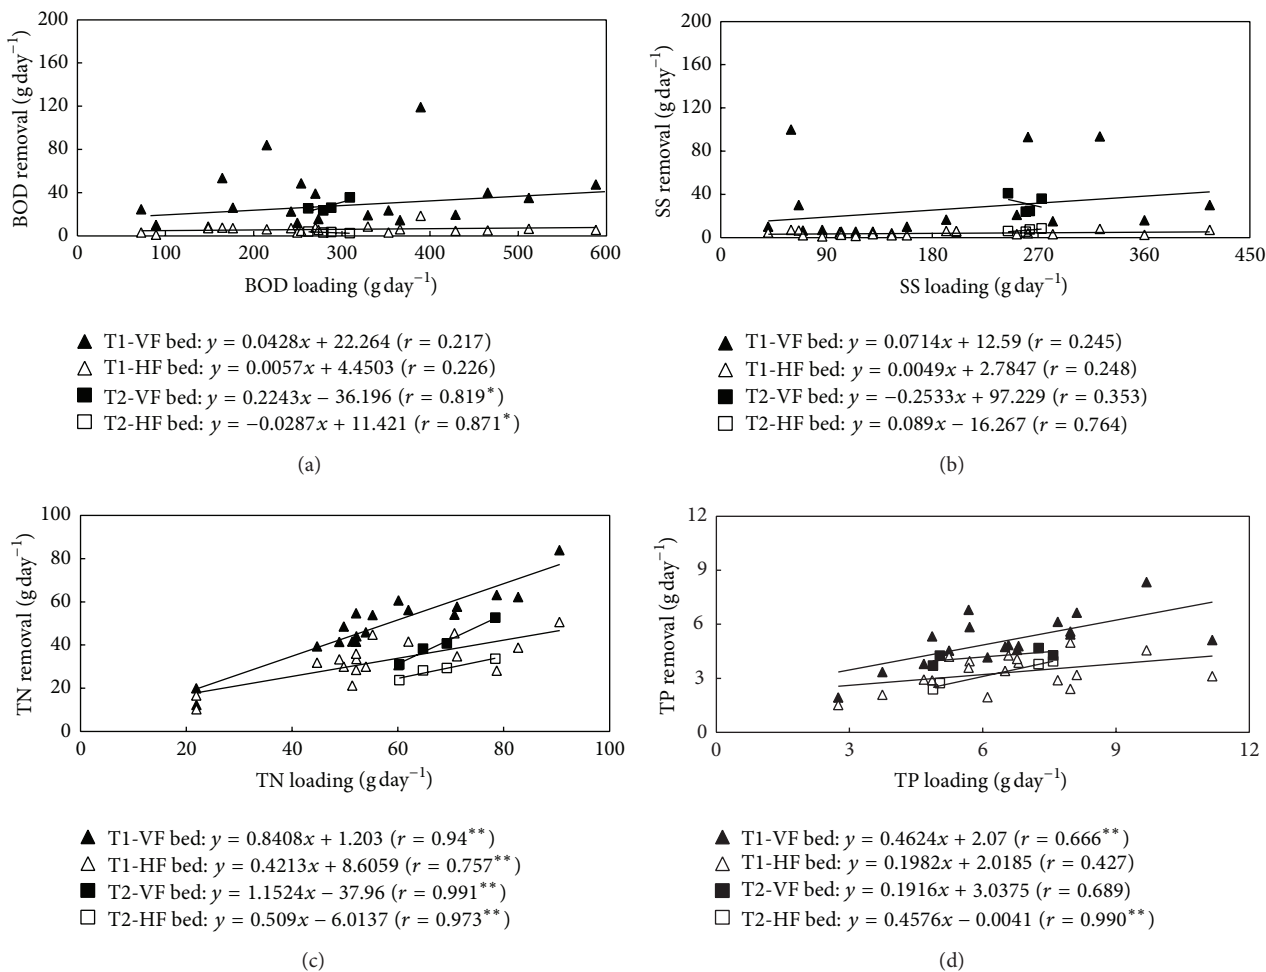 200
160
120
80
40
0
BOD removal (g day−1)
0 100 200 300 400 500 600
BOD loading (g day−1)
T1-VF bed: y = 0.0428x + 22.264 (r = 0.217)
T1-HF bed: y = 0.0057x + 4.4503 (r = 0.226)
T2-VF bed: y = 0.2243x − 36.196 (r = 0.819*)
T2-HF bed: y = −0.0287x + 11.421 (r = 0.871*)
(a)
200
160
120
80
40
0
SS removal (g day−1)
0 90 180 270 360 450
SS loading (g day−1)
T1-VF bed: y = 0.0714x + 12.59 (r = 0.245)
T1-HF bed: y = 0.0049x + 2.7847 (r = 0.248)
T2-VF bed: y = −0.2533x + 97.229 (r = 0.353)
T2-HF bed: y = 0.089x − 16.267 (r = 0.764)
(b)
100
80
60
40
20
0
TN removal (g day−1)
0 20 40 60 80 100
TN loading (g day−1)
T1-VF bed: y = 0.8408x + 1.203 (r = 0.94**)
T1-HF bed: y = 0.4213x + 8.6059 (r = 0.757**)
T2-VF bed: y = 1.1524x − 37.96 (r = 0.991**)
T2-HF bed: y = 0.509x − 6.0137 (r = 0.973**)
(c)
12
9
6
3
0
TP removal (g day−1)
0 3 6 9 12
TP loading (g day−1)
T1-VF bed: y = 0.4624x + 2.07 (r = 0.666**)
T1-HF bed: y = 0.1982x + 2.0185 (r = 0.427)
T2-VF bed: y = 0.1916x + 3.0375 (r = 0.689)
T2-HF bed: y = 0.4576x − 0.0041 (r = 0.990**)
(d)